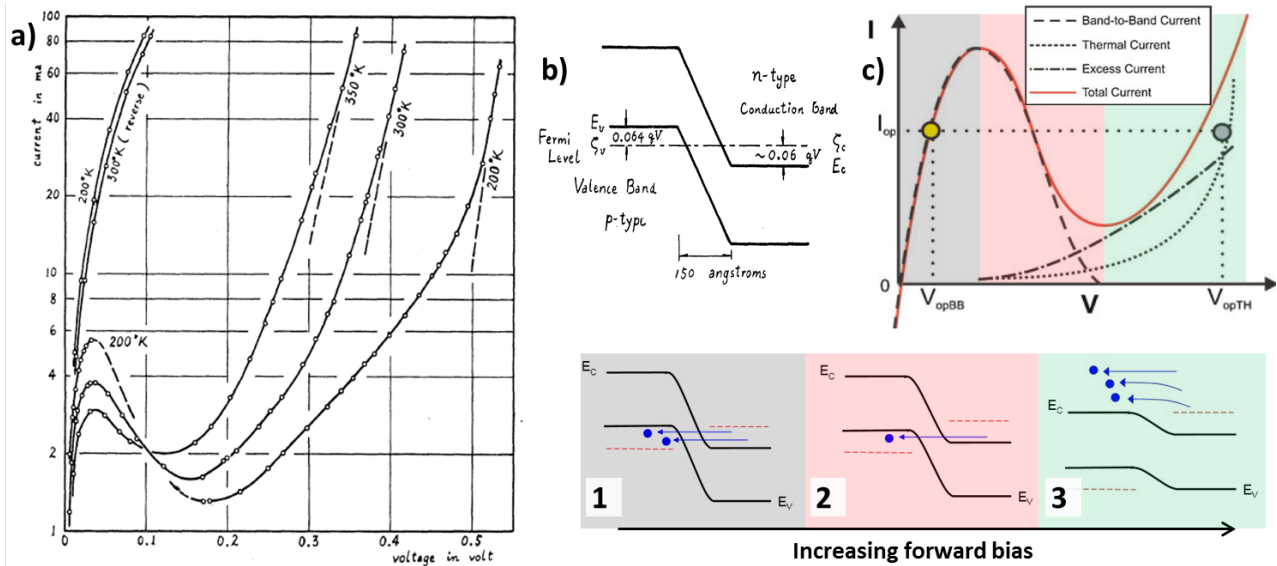 a)
current in ma
100
80
60
40
20
10
8
6
4
2
1
200°K
300°K (reverse)
350°K
300°K
200°K
200°K
0
0.1
0.2
0.3
0.4
0.5
voltage in volt
b)
n-type
Conduction Band
Ev
0.064 qV
Fermi
Level
ζv
ζc
~0.06 qV
Ec
Valence Band
p-type
150 angstroms
c)
I
Band-to-Band Current
Thermal Current
Excess Current
Total Current
Iop
0
VopBB
V
VopTH
EC
EV
1
EC
EV
2
EC
EV
3
Increasing forward bias